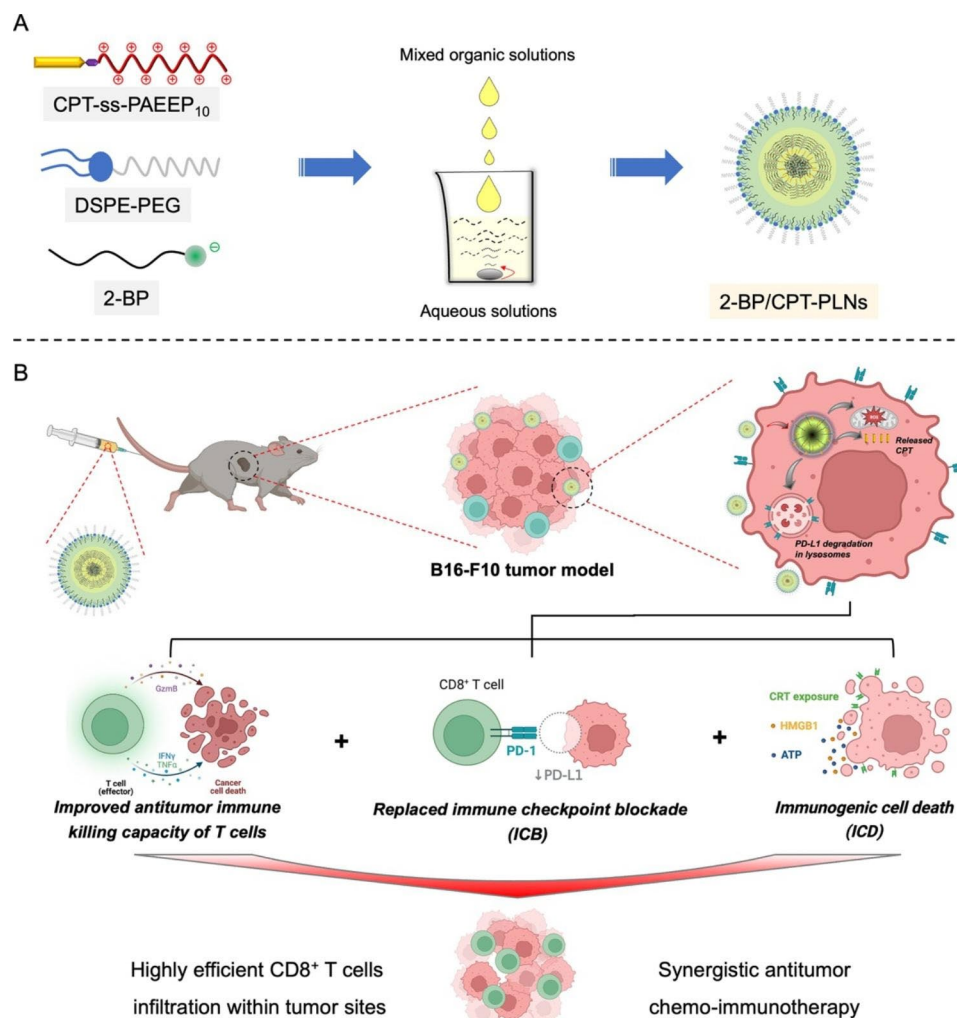 A
CPT-ss-PAEEP₁₀
DSPE-PEG
2-BP
Mixed organic solutions
Aqueous solutions
2-BP/CPT-PLNs
B
B16-F10 tumor model
ROS
Released
CPT
PD-L1 degradation
in lysosomes
GzmB
IFNγ
TNFα
T cell
(effector)
Cancer
cell death
Improved antitumor immune
killing capacity of T cells
+
CD8⁺ T cell
PD-1
↓PD-L1
Replaced immune checkpoint blockade
(ICB)
+
CRT exposure
HMGB1
ATP
Immunogenic cell death
(ICD)
Highly efficient CD8⁺ T cells
infiltration within tumor sites
Synergistic antitumor
chemo-immunotherapy